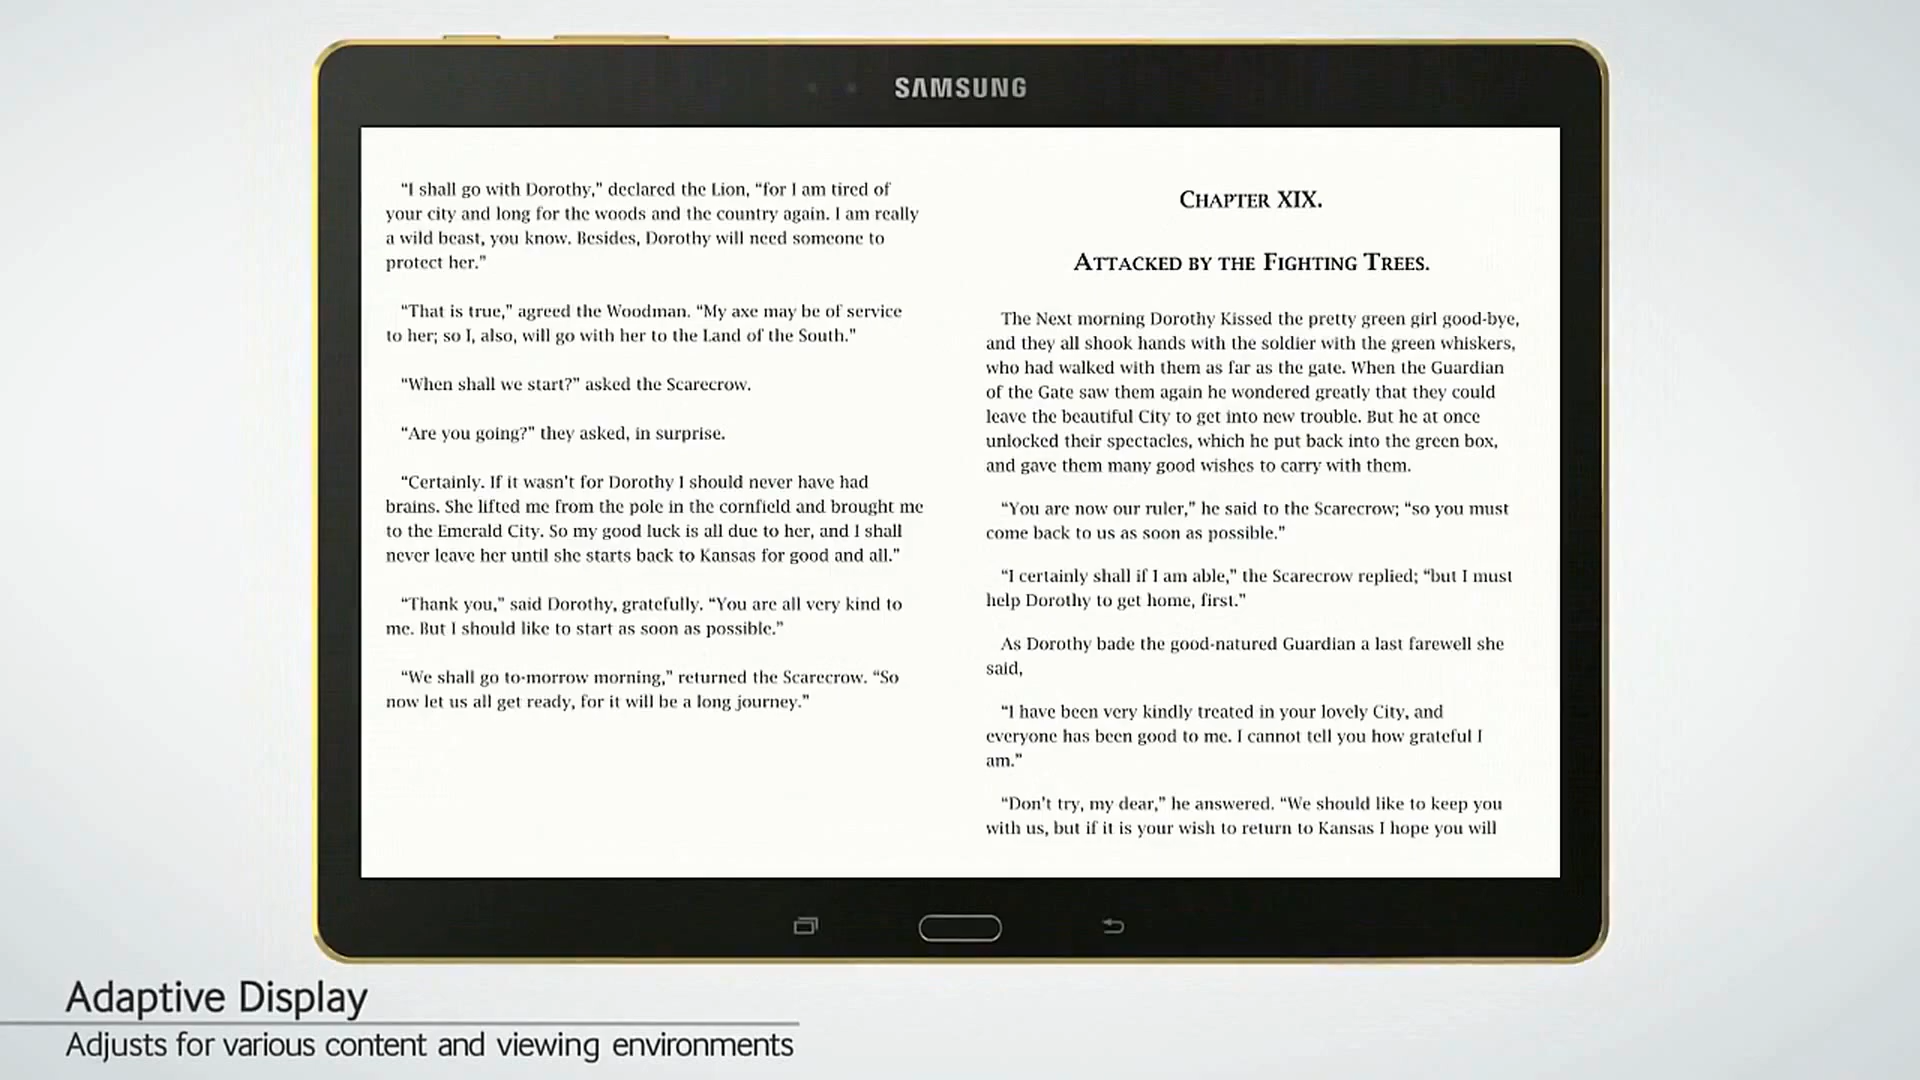 SAMSUNG
“I shall go with Dorothy,” declared the Lion, “for I am tired of
your city and long for the woods and the country again. I am really
a wild beast, you know. Besides, Dorothy will need someone to
protect her.”
“That is true,” agreed the Woodman. “My axe may be of service
to her; so I, also, will go with her to the Land of the South.”
“When shall we start?” asked the Scarecrow.
“Are you going?” they asked, in surprise.
“Certainly. If it wasn't for Dorothy I should never have had
brains. She lifted me from the pole in the cornfield and brought me
to the Emerald City. So my good luck is all due to her, and I shall
never leave her until she starts back to Kansas for good and all.”
“Thank you,” said Dorothy, gratefully. “You are all very kind to
me. But I should like to start as soon as possible.”
“We shall go to-morrow morning,” returned the Scarecrow. “So
now let us all get ready, for it will be a long journey.”
CHAPTER XIX.
ATTACKED BY THE FIGHTING TREES.
The Next morning Dorothy Kissed the pretty green girl good-bye,
and they all shook hands with the soldier with the green whiskers,
who had walked with them as far as the gate. When the Guardian
of the Gate saw them again he wondered greatly that they could
leave the beautiful City to get into new trouble. But he at once
unlocked their spectacles, which he put back into the green box,
and gave them many good wishes to carry with them.
“You are now our ruler,” he said to the Scarecrow; “so you must
come back to us as soon as possible.”
“I certainly shall if I am able,” the Scarecrow replied; “but I must
help Dorothy to get home, first.”
As Dorothy bade the good-natured Guardian a last farewell she
said,
“I have been very kindly treated in your lovely City, and
everyone has been good to me. I cannot tell you how grateful I
am.”
“Don't try, my dear,” he answered. “We should like to keep you
with us, but if it is your wish to return to Kansas I hope you will
Adaptive Display
Adjusts for various content and viewing environments